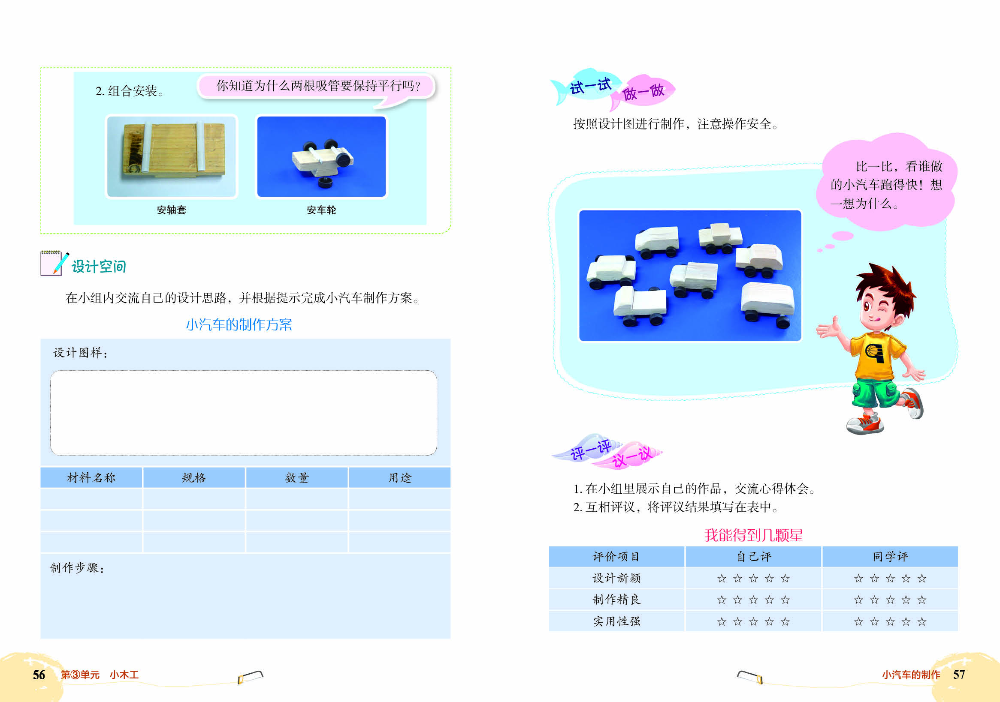 2. 组合安装。
你知道为什么两根吸管要保持平行吗？
安轴套
安车轮
设计空间
在小组内交流自己的设计思路，并根据提示完成小汽车制作方案。
小汽车的制作方案
设计图样：
材料名称 规格 数量 用途
制作步骤：
56 第③单元 小木工
试一试
做一做
按照设计图进行制作，注意操作安全。
比一比，看谁做
的小汽车跑得快！想
一想为什么。
评一评
议一议
1. 在小组里展示自己的作品，交流心得体会。
2. 互相评议，将评议结果填写在表中。
我能得到几颗星
评价项目 自己评 同学评
设计新颖 ☆ ☆ ☆ ☆ ☆ ☆ ☆ ☆ ☆ ☆
制作精良 ☆ ☆ ☆ ☆ ☆ ☆ ☆ ☆ ☆ ☆
实用性强 ☆ ☆ ☆ ☆ ☆ ☆ ☆ ☆ ☆ ☆
小汽车的制作 57